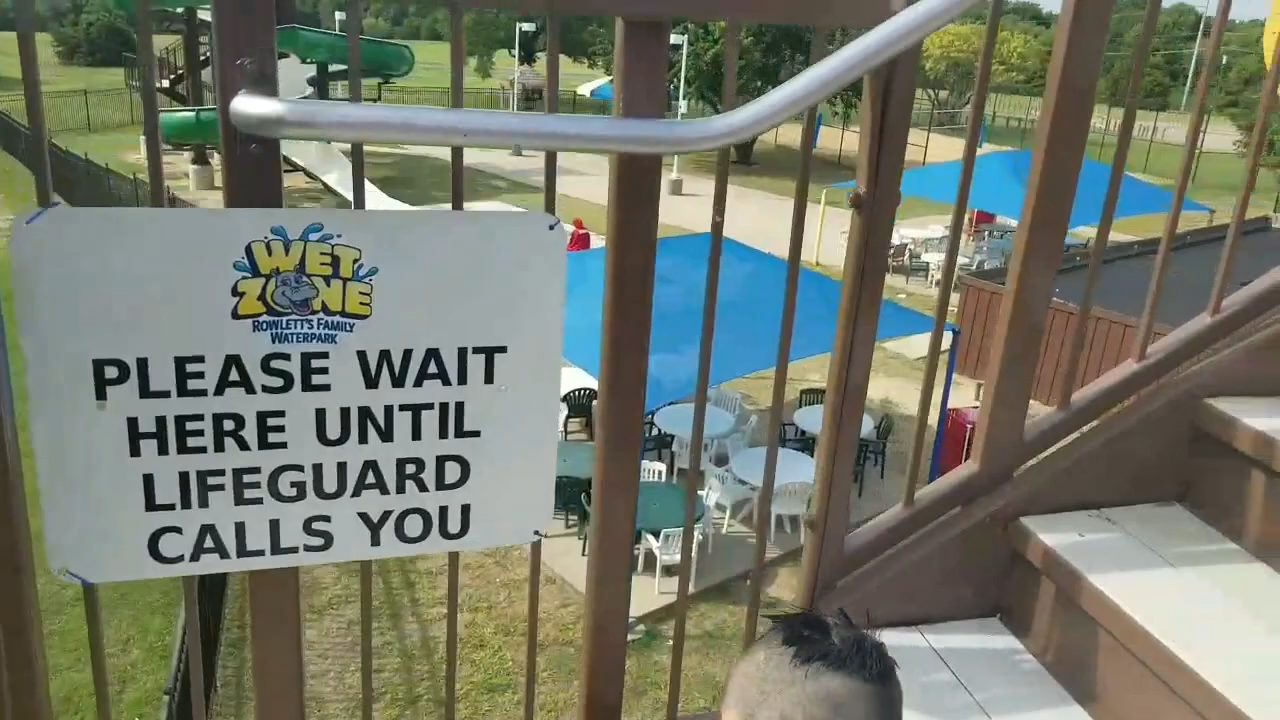 WET
ZONE
ROWLETT'S FAMILY
WATERPARK
PLEASE WAIT
HERE UNTIL
LIFEGUARD
CALLS YOU